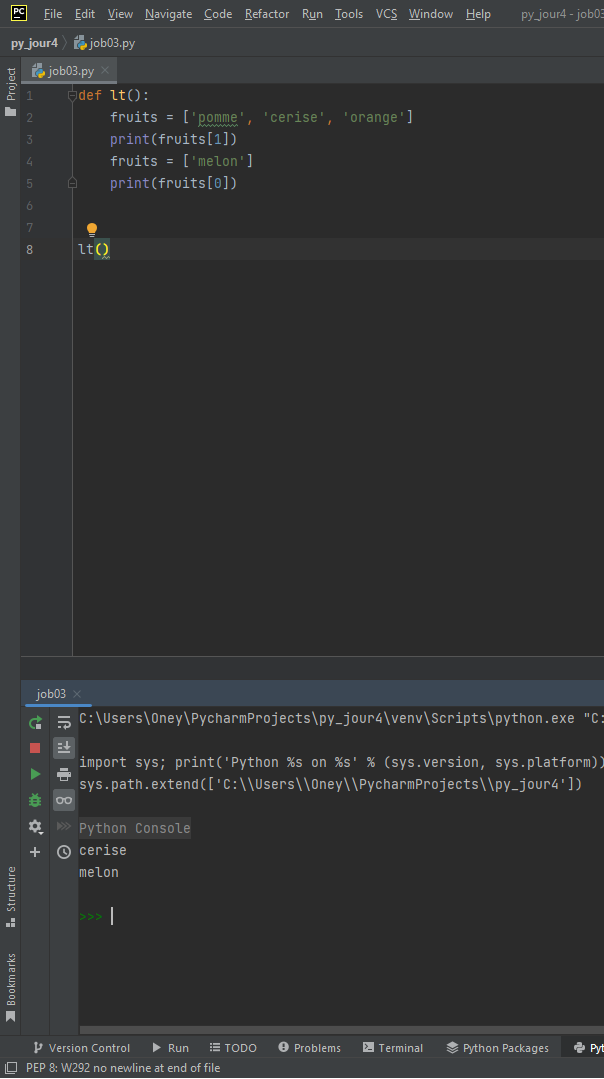 PC File Edit View Navigate Code Refactor Run Tools VCS Window Help py_jour4 - job03
py_jour4 job03.py
Project
job03.py
1 def lt():
2 fruits = ['pomme', 'cerise', 'orange']
3 print(fruits[1])
4 fruits = ['melon']
5 print(fruits[0])
6
7
8 lt()
job03
C:\Users\Oney\PycharmProjects\py_jour4\venv\Scripts\python.exe "C:
import sys; print('Python %s on %s' % (sys.version, sys.platform))
sys.path.extend(['C:\\Users\\Oney\\PycharmProjects\\py_jour4'])
Python Console
cerise
melon
>>>
Structure
Bookmarks
Version Control Run TODO Problems Terminal Python Packages Pyt
PEP 8: W292 no newline at end of file